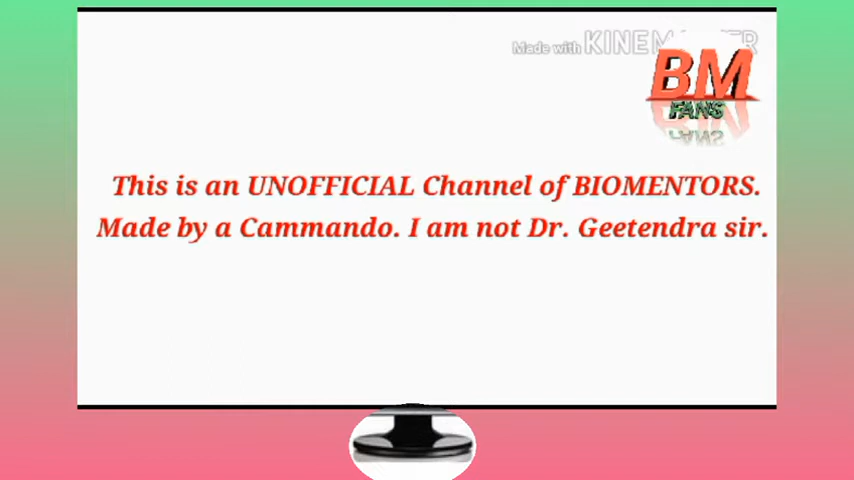 Made with KINEMASTER
BM
FANS
This is an UNOFFICIAL Channel of BIOMENTORS.
Made by a Cammando. I am not Dr. Geetendra sir.